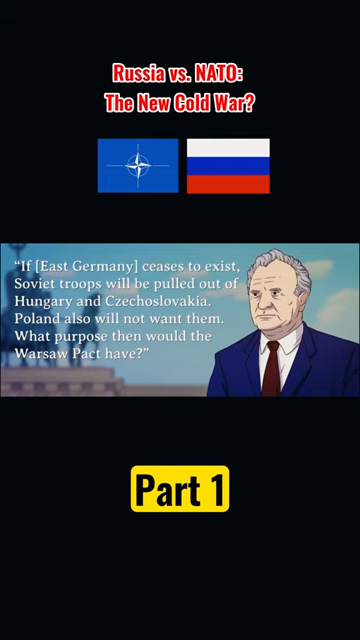 Russia vs. NATO:
The New Cold War?
“If [East Germany] ceases to exist,
Soviet troops will be pulled out of
Hungary and Czechoslovakia.
Poland also will not want them.
What purpose then would the
Warsaw Pact have?”
Part 1